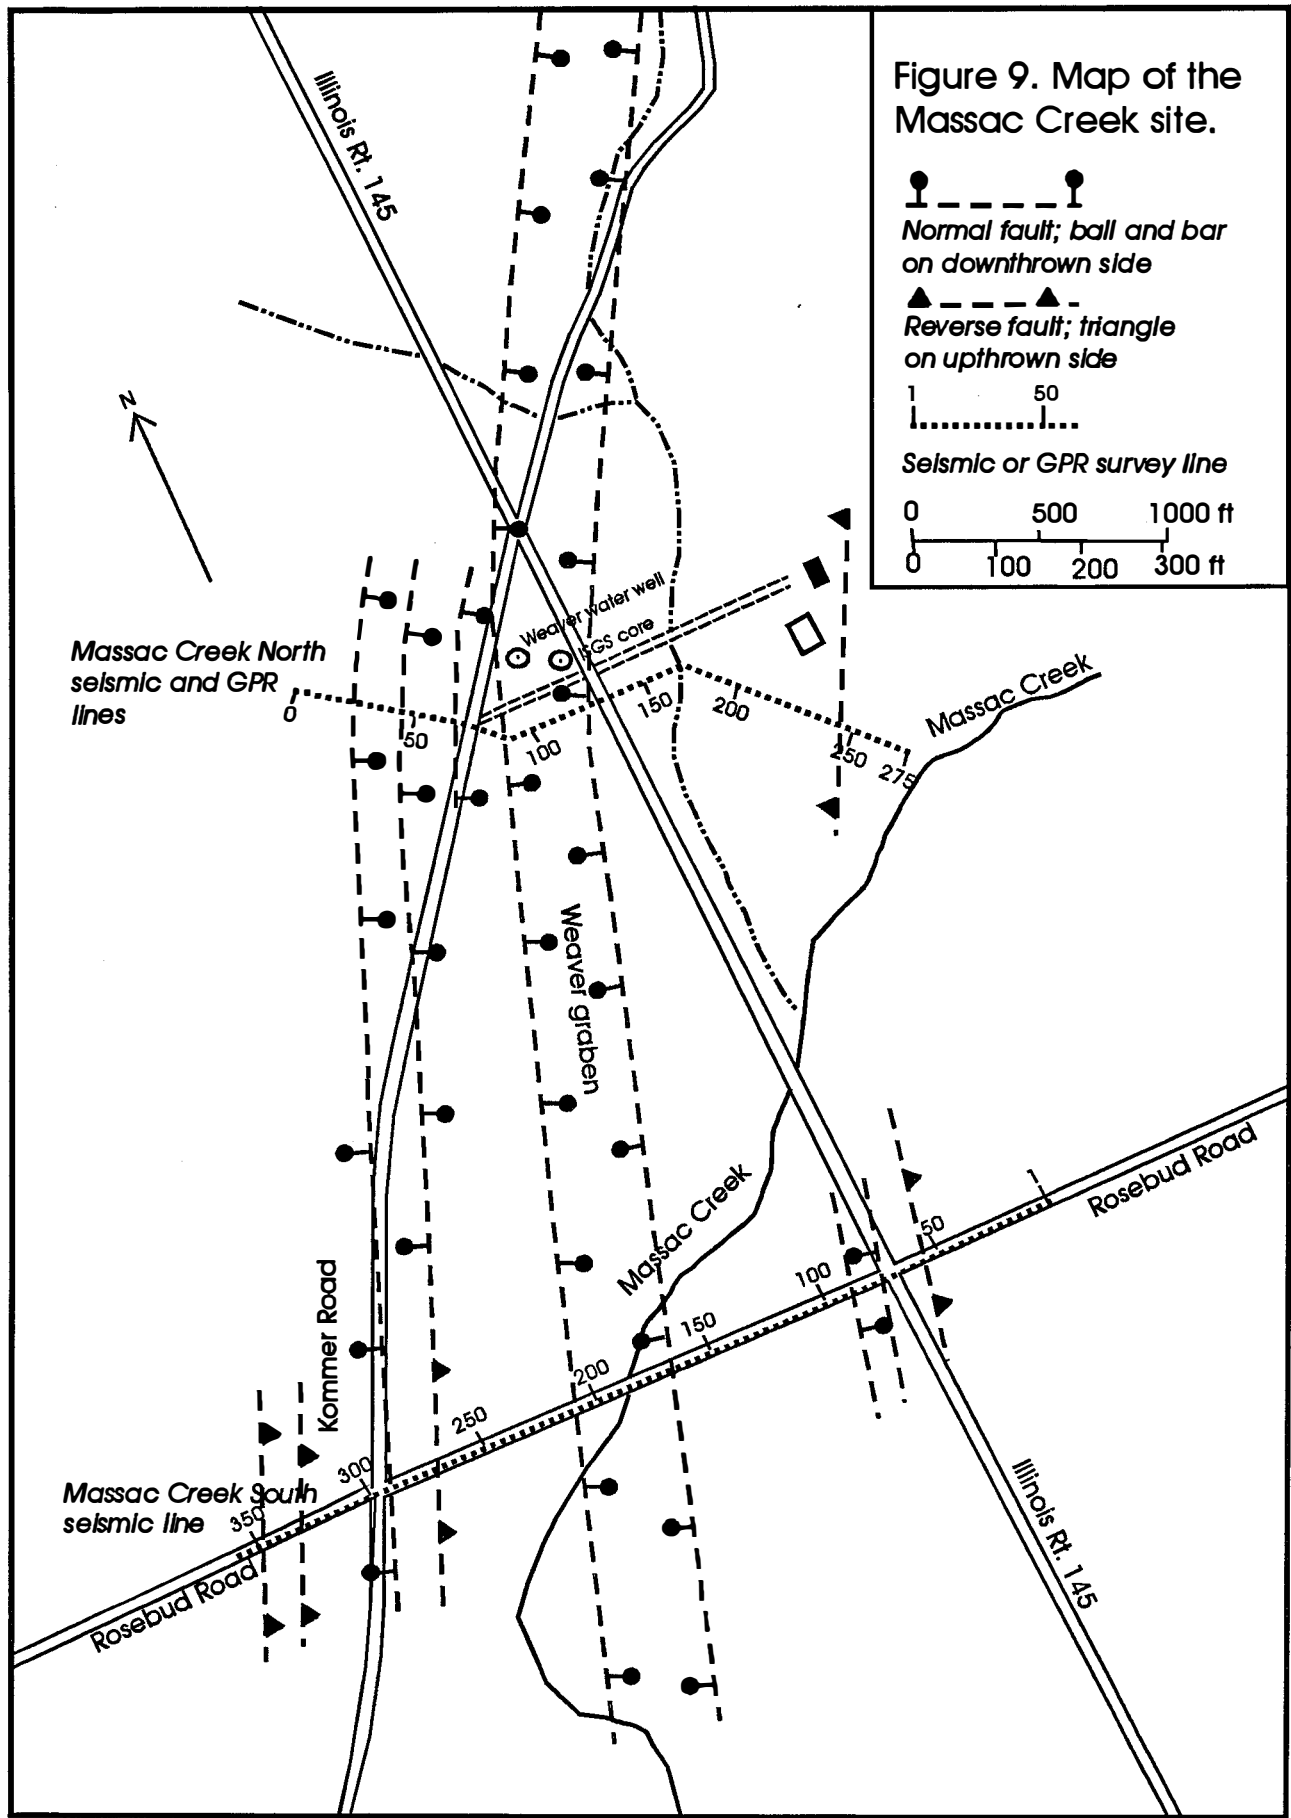 Figure 9. Map of the
Massac Creek site.
Normal fault; ball and bar
on downthrown side
Reverse fault; triangle
on upthrown side
1 50
Seismic or GPR survey line
0 500 1000 ft
0 100 200 300 ft
Illinois Rt. 145
N
Weaver water well
ISGS core
Massac Creek North
seismic and GPR
lines
0
50
100
150
200
250
275
Massac Creek
Weaver graben
Massac Creek
Rosebud Road
1
50
100
150
200
250
300
350
Kommer Road
Massac Creek South
seismic line
Rosebud Road
Illinois Rt. 145